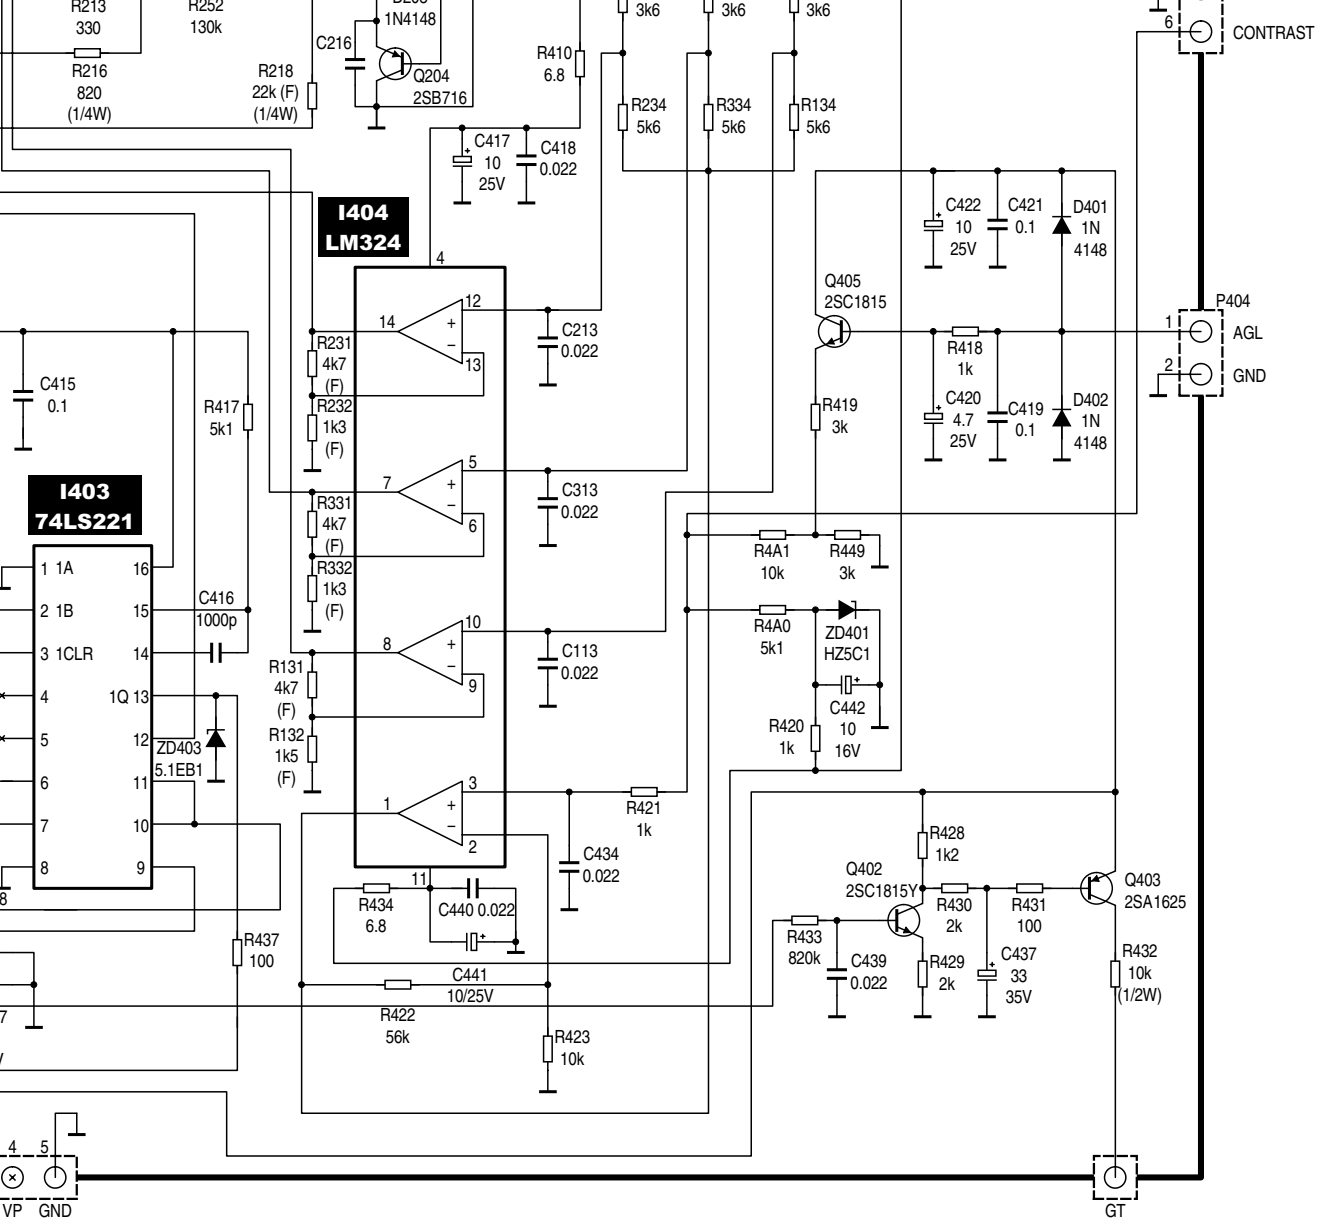 R213
330
R252
130k
D203
1N4148
3k6
3k6
3k6
6
CONTRAST
C216
R216
820
(1/4W)
R218
22k (F)
(1/4W)
Q204
2SB716
R410
6.8
R234
5k6
R334
5k6
R134
5k6
C417
10
25V
C418
0.022
I404
LM324
4
C422
10
25V
C421
0.1
D401
1N
4148
Q405
2SC1815
P404
12
14
13
R231
4k7
(F)
C213
0.022
1
AGL
R418
1k
2
GND
C415
0.1
R417
5k1
R232
1k3
(F)
R419
3k
C420
4.7
25V
C419
0.1
D402
1N
4148
5
7
6
R331
4k7
(F)
C313
0.022
I403
74LS221
R4A1
10k
R449
3k
R332
1k3
(F)
1 1A
16
2 1B
15
3 1CLR
14
4
1Q 13
5
12
6
11
7
10
8
9
C416
1000p
10
8
9
R131
4k7
(F)
C113
0.022
R4A0
5k1
ZD401
HZ5C1
ZD403
5.1EB1
R132
1k5
(F)
R420
1k
C442
10
16V
3
1
2
R421
1k
C434
0.022
R428
1k2
Q402
2SC1815Y
Q403
2SA1625
11
R434
6.8
C440 0.022
R430
2k
R431
100
8
R437
100
R433
820k
C439
0.022
R429
2k
C437
33
35V
R432
10k
(1/2W)
C441
10/25V
R422
56k
7
R423
10k
V
4
5
VP
GND
GT